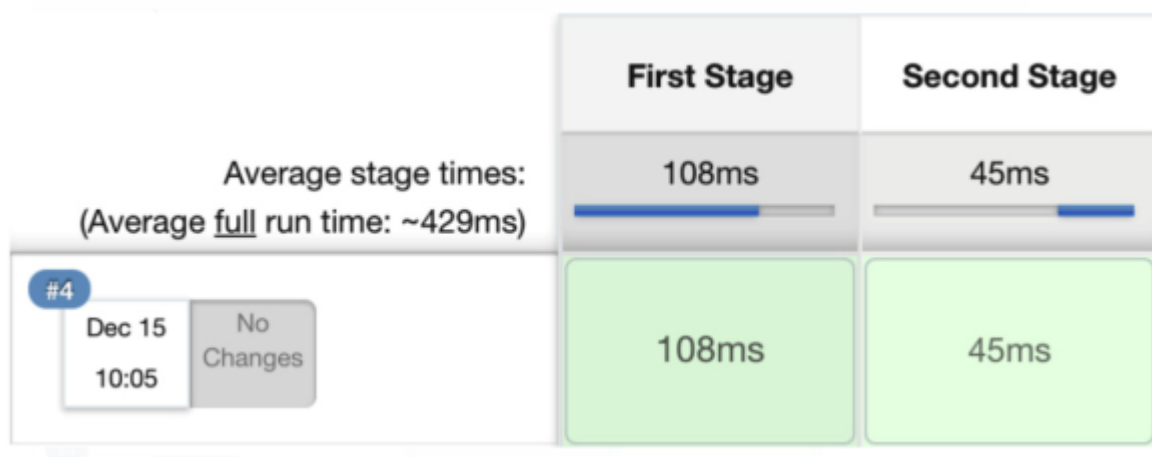 First Stage
Second Stage
Average stage times:
(Average full run time: ~429ms)
108ms
45ms
#4
Dec 15
10:05
No
Changes
108ms
45ms